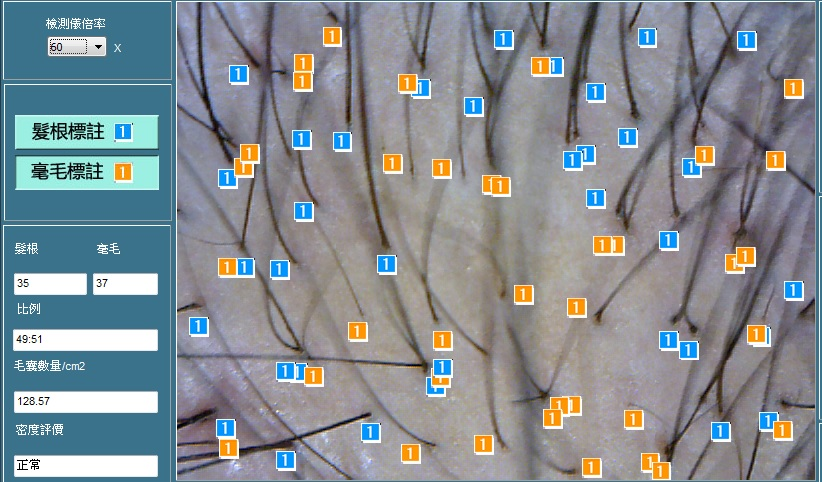 檢測儀倍率
60 X
髮根標註 1
毫毛標註 1
髮根 毫毛
35 37
比例
49:51
毛囊數量/cm2
128.57
密度評價
正常